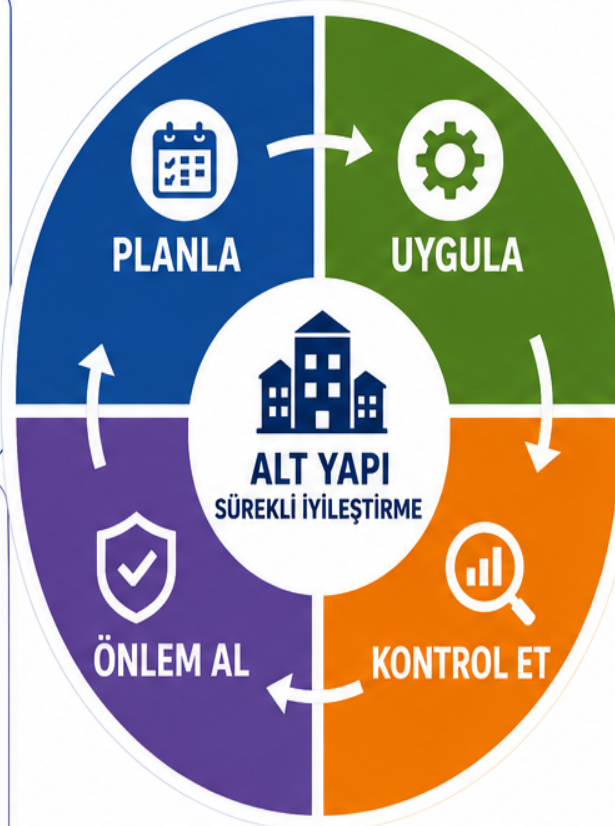 PLANLA
UYGULA
ALT YAPI
SÜREKLİ İYİLEŞTİRME
ÖNLEM AL
KONTROL ET